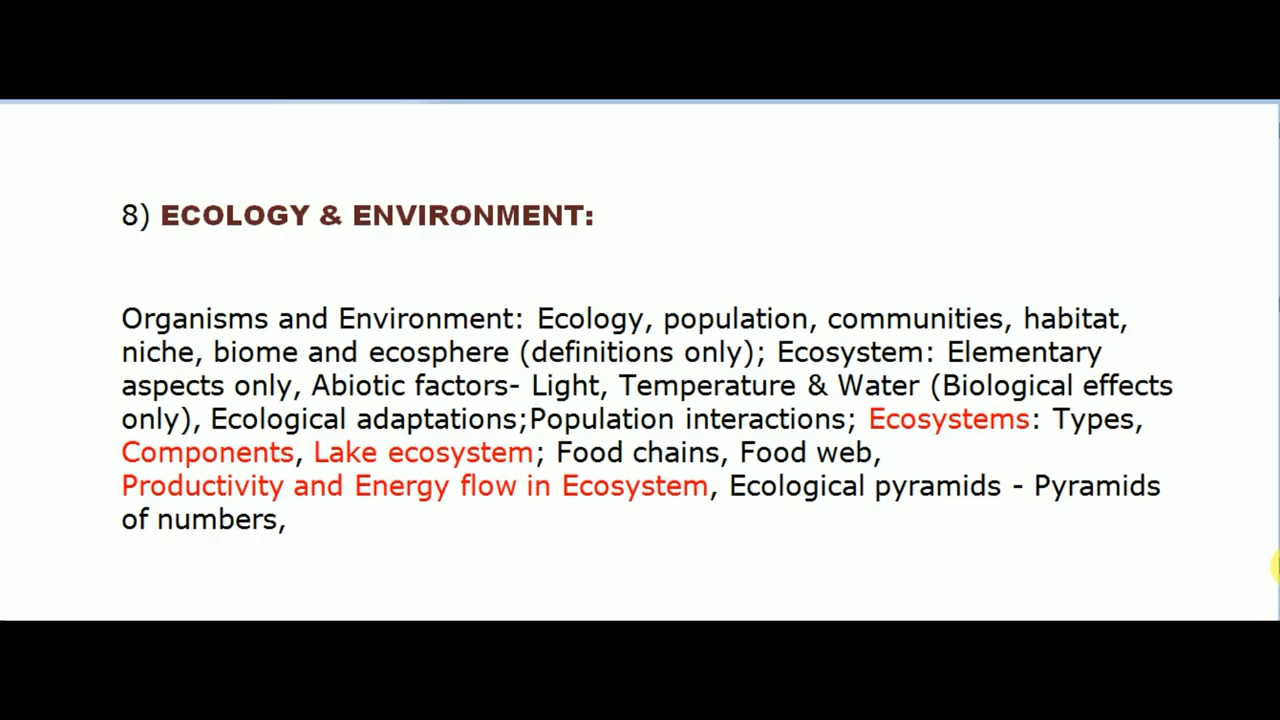 8) ECOLOGY & ENVIRONMENT:
Organisms and Environment: Ecology, population, communities, habitat,
niche, biome and ecosphere (definitions only); Ecosystem: Elementary
aspects only, Abiotic factors- Light, Temperature & Water (Biological effects
only), Ecological adaptations;Population interactions; Ecosystems: Types,
Components, Lake ecosystem; Food chains, Food web,
Productivity and Energy flow in Ecosystem, Ecological pyramids - Pyramids
of numbers,